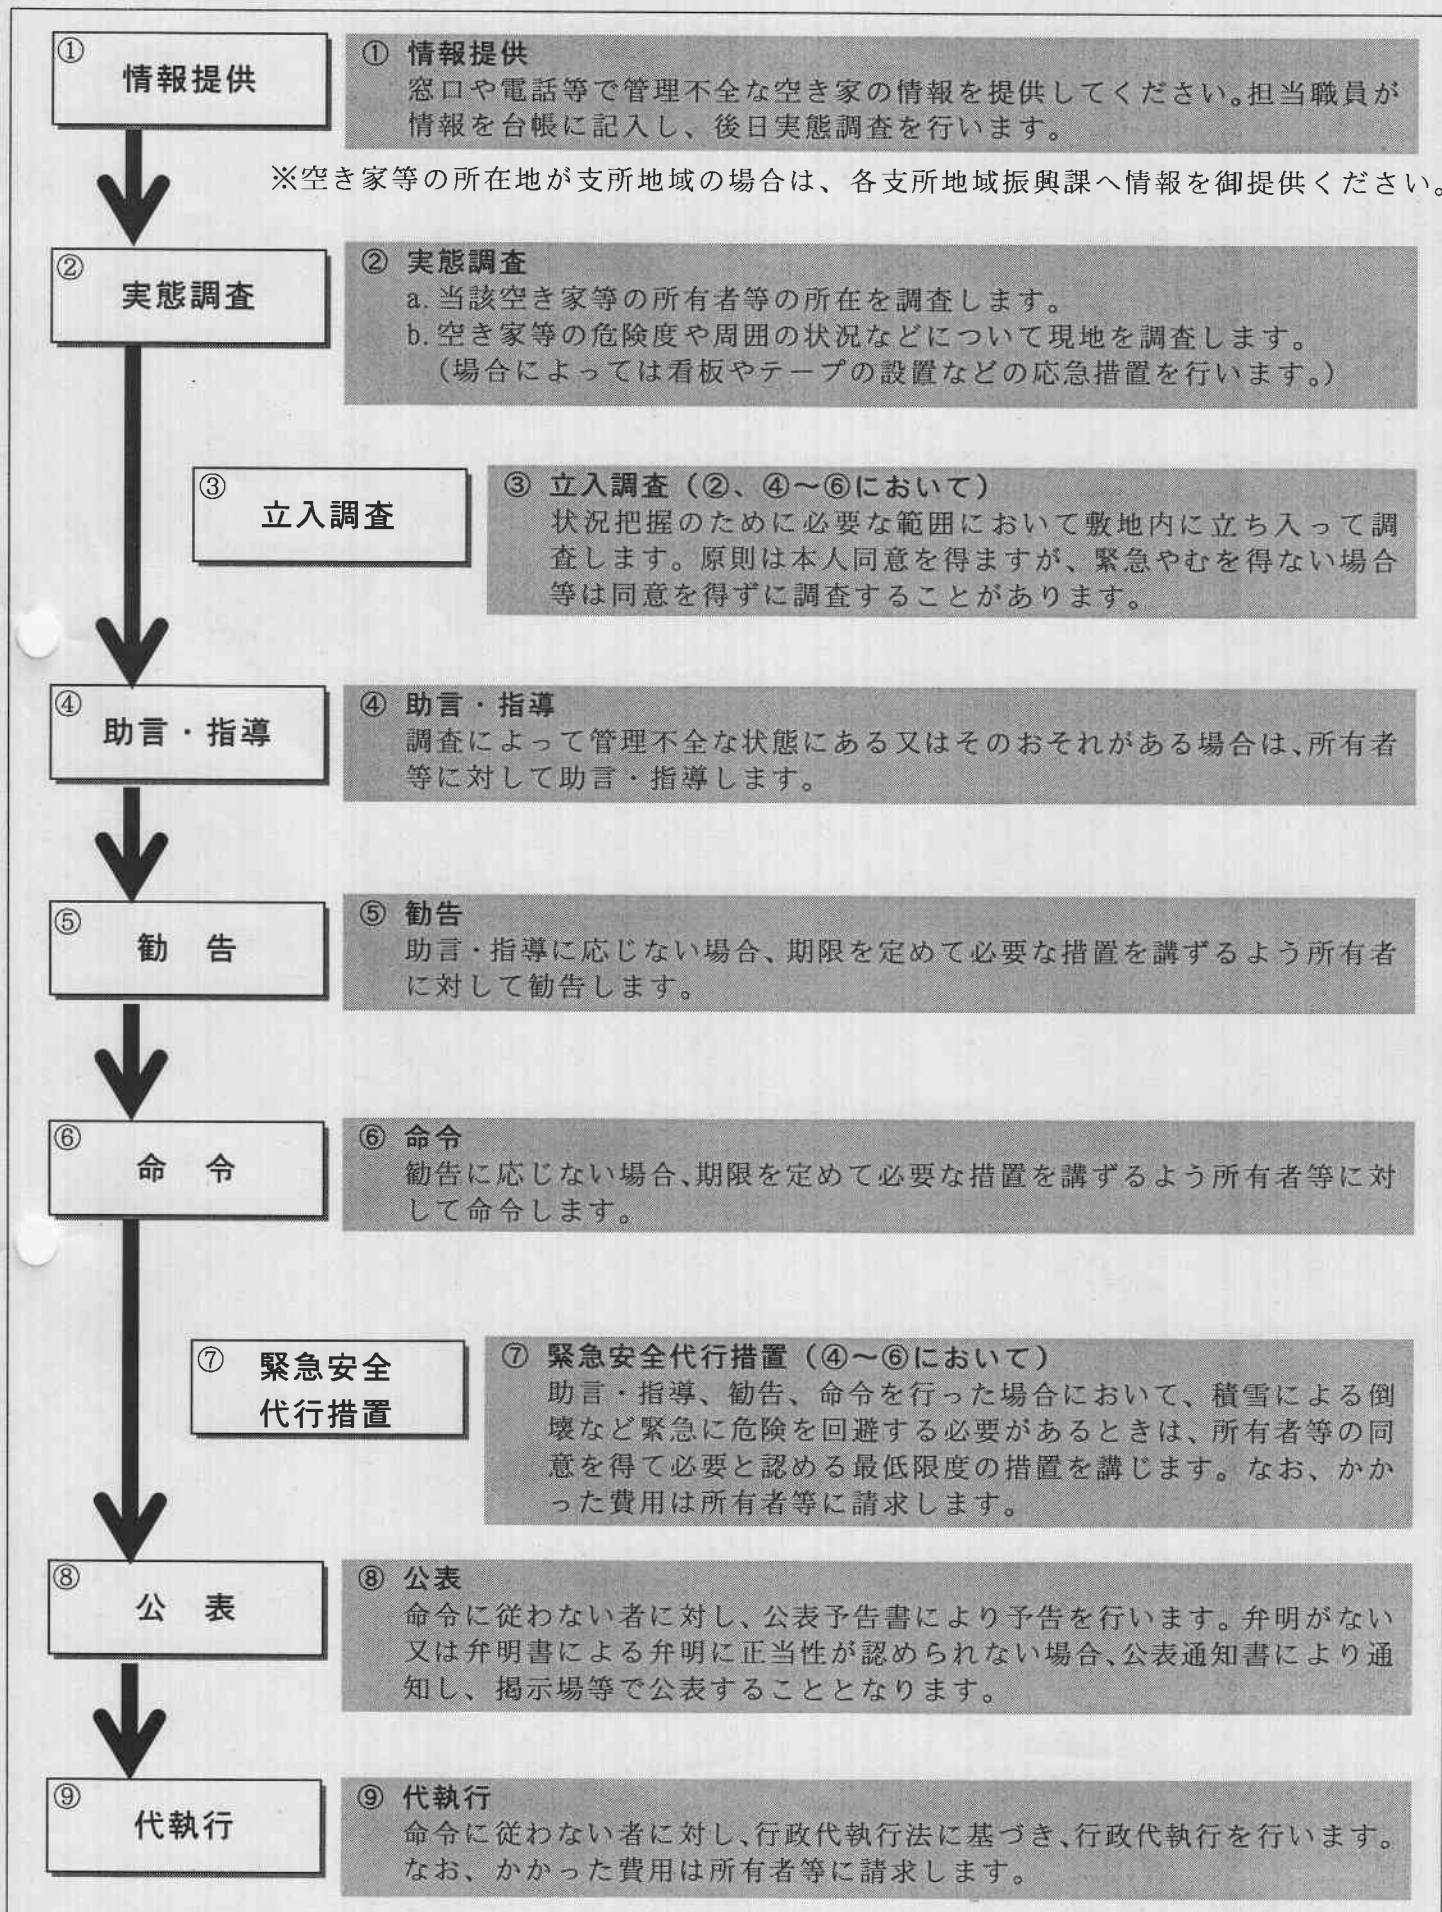 ①
情報提供
① 情報提供
窓口や電話等で管理不全な空き家の情報を提供してください。担当職員が
情報を台帳に記入し、後日実態調査を行います。
※空き家等の所在地が支所地域の場合は、各支所地域振興課へ情報を御提供ください。
②
実態調査
② 実態調査
a.当該空き家等の所有者等の所在を調査します。
b.空き家等の危険度や周囲の状況などについて現地を調査します。
(場合によっては看板やテープの設置などの応急措置を行います。)
③
立入調査
③ 立入調査（②、④～⑥において）
状況把握のために必要な範囲において敷地内に立ち入って調
査します。原則は本人同意を得ますが、緊急やむを得ない場合
等は同意を得ずに調査することがあります。
④
助言・指導
④ 助言・指導
調査によって管理不全な状態にある又はそのおそれがある場合は、所有者
等に対して助言・指導します。
⑤
勧　告
⑤ 勧告
助言・指導に応じない場合、期限を定めて必要な措置を講ずるよう所有者
に対して勧告します。
⑥
命　令
⑥ 命令
勧告に応じない場合、期限を定めて必要な措置を講ずるよう所有者等に対
して命令します。
⑦
緊急安全
代行措置
⑦ 緊急安全代行措置（④～⑥において）
助言・指導、勧告、命令を行った場合において、積雪による倒
壊など緊急に危険を回避する必要があるときは、所有者等の同
意を得て必要と認める最低限度の措置を講じます。なお、かか
った費用は所有者等に請求します。
⑧
公　表
⑧ 公表
命令に従わない者に対し、公表予告書により予告を行います。弁明がない
又は弁明書による弁明に正当性が認められない場合、公表通知書により通
知し、掲示場等で公表することとなります。
⑨
代執行
⑨ 代執行
命令に従わない者に対し、行政代執行法に基づき、行政代執行を行います。
なお、かかった費用は所有者等に請求します。